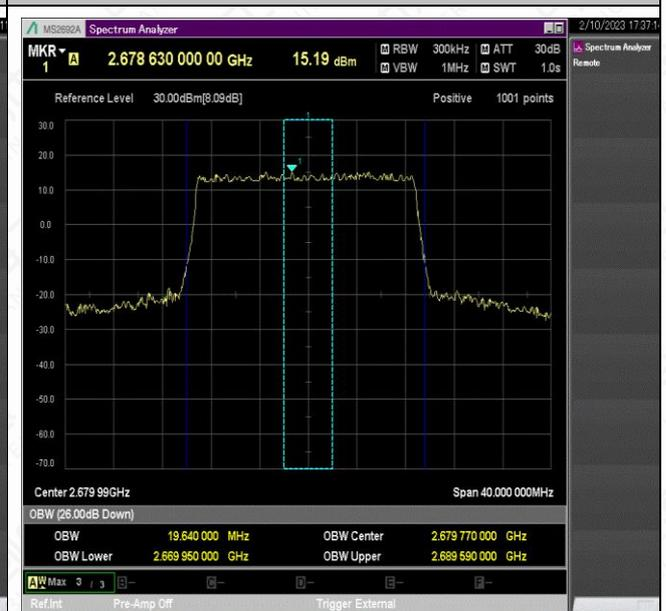 MS2692A Spectrum Analyzer
2/10/2023 17:37:1
MKR 1 A 2.678 630 000 00 GHz 15.19 dBm
M RBW 300kHz M ATT 30dB
M VBW 1MHz M SWT 1.0s
Spectrum Analyzer
Remote
Reference Level 30.00dBm[8.09dB] Positive 1001 points
30.0
20.0
1
10.0
0.0
-10.0
-20.0
-30.0
-40.0
-50.0
-60.0
-70.0
Center 2.679 99GHz Span 40.000 000MHz
OBW (26.00dB Down)
OBW 19.640 000 MHz OBW Center 2.679 770 000 GHz
OBW Lower 2.669 950 000 GHz OBW Upper 2.689 590 000 GHz
A W Max 3 / 3 B- C- D- E- F-
Ref.Int Pre-Amp Off Trigger External